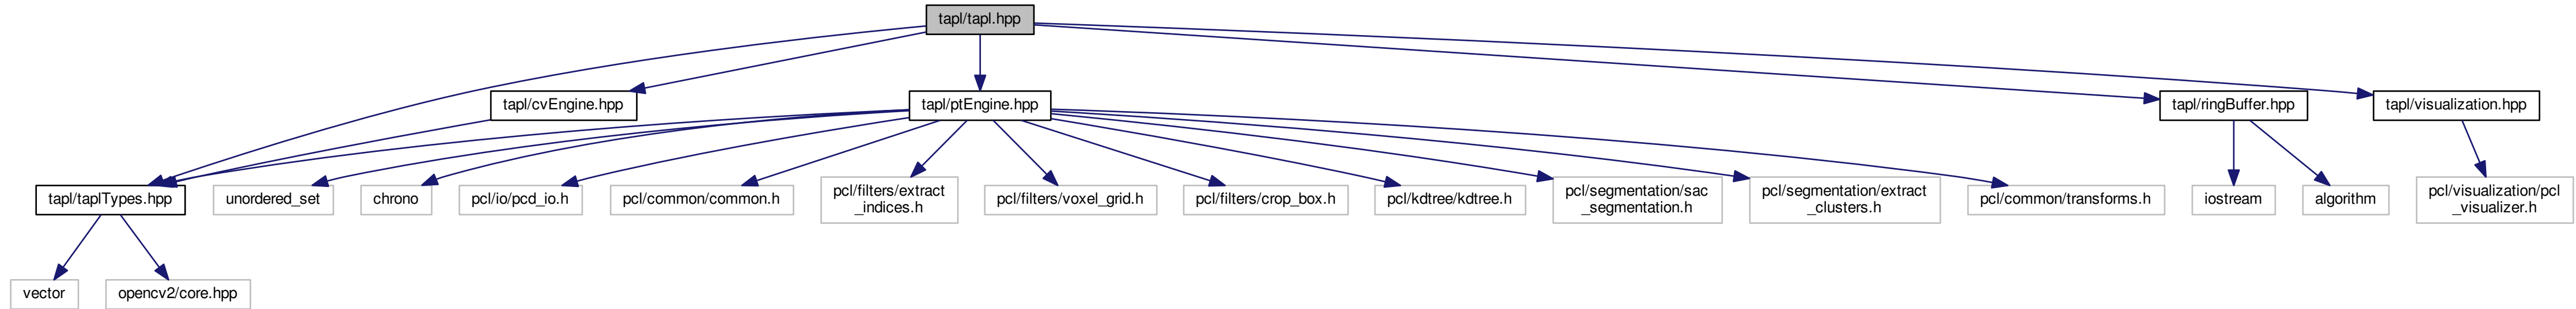 tapl/tapl.hpp
tapl/cvEngine.hpp
tapl/ptEngine.hpp
tapl/ringBuffer.hpp
tapl/visualization.hpp
tapl/taplTypes.hpp
unordered_set
chrono
pcl/io/pcd_io.h
pcl/common/common.h
pcl/filters/extract
_indices.h
pcl/filters/voxel_grid.h
pcl/filters/crop_box.h
pcl/kdtree/kdtree.h
pcl/segmentation/sac
_segmentation.h
pcl/segmentation/extract
_clusters.h
pcl/common/transforms.h
iostream
algorithm
pcl/visualization/pcl
_visualizer.h
vector
opencv2/core.hpp